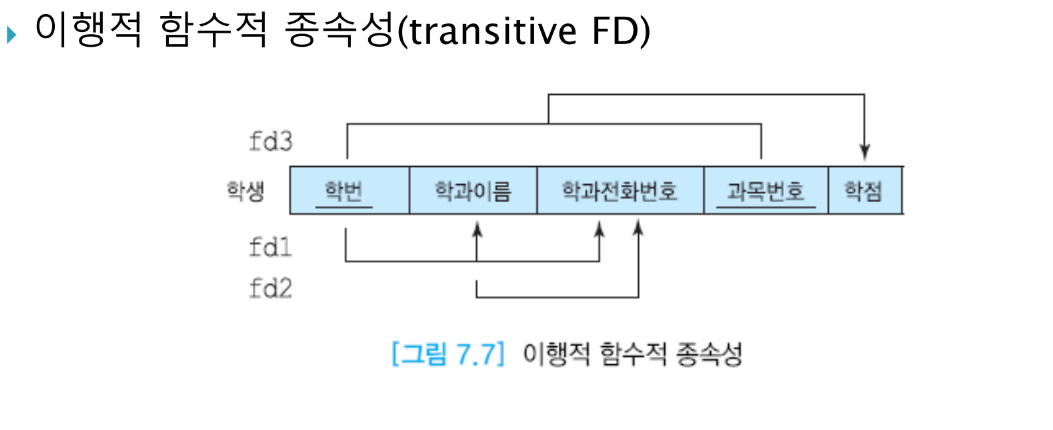 이행적 함수적 종속성(transitive FD)
fd3
학생 학번 학과이름 학과전화번호 과목번호 학점
fd1
fd2
[그림 7.7] 이행적 함수적 종속성